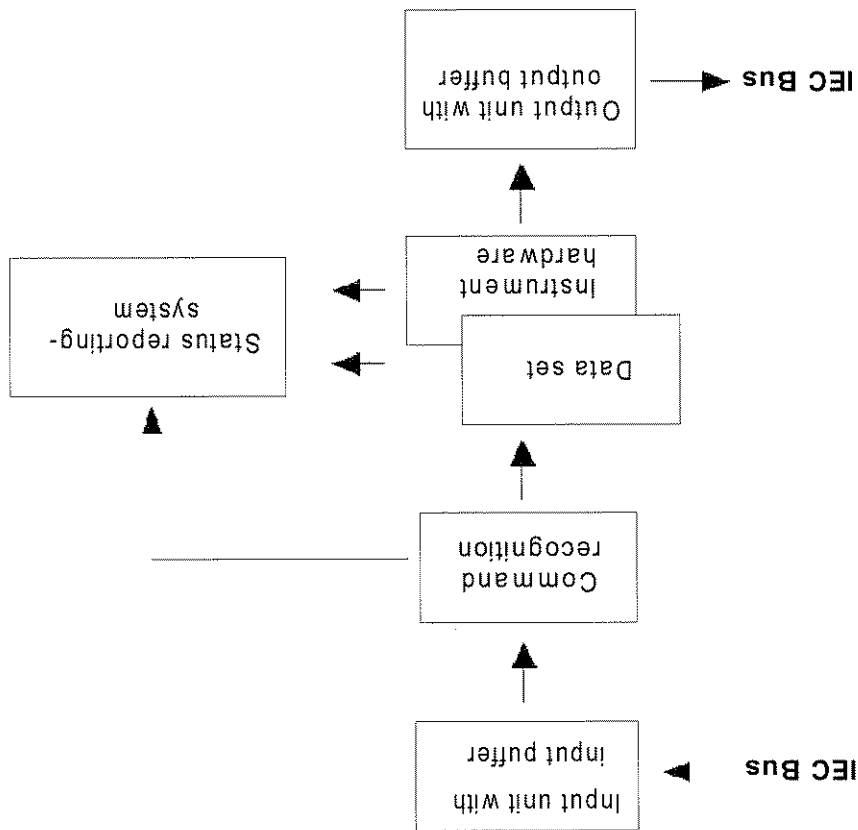 IEC Bus
Input unit with
input puffer
Command
recognition
Data set
Instrument
hardware
Status reporting-
system
Output unit with
output buffer
IEC Bus